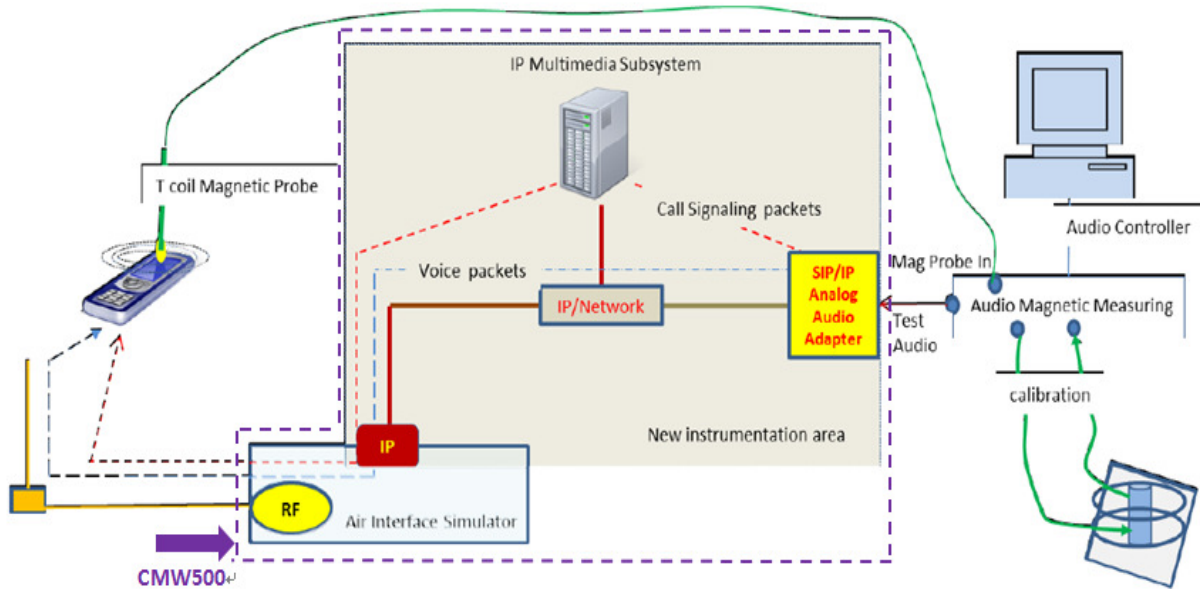 IP Multimedia Subsystem
T coil Magnetic Probe
Call Signaling packets
Audio Controller
Voice packets
Mag Probe In
SIP/IP
Analog
Audio
Adapter
IP/Network
Audio Magnetic Measuring
Test
Audio
calibration
IP
New instrumentation area
RF
Air Interface Simulator
CMW500